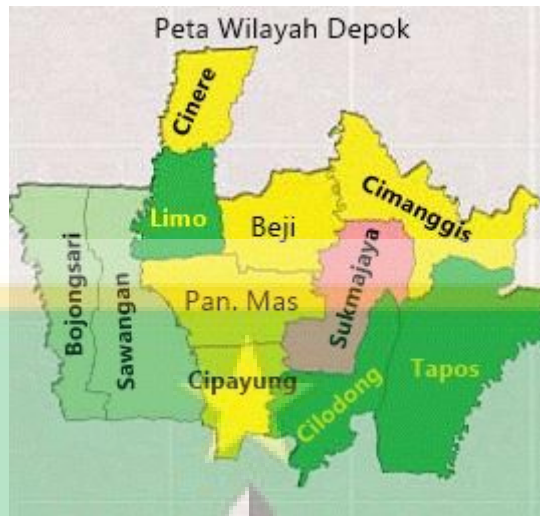 Peta Wilayah Depok
Cinere
Limo
Beji
Cimanggis
Bojongsari
Sawangan
Pan. Mas
Sukmajaya
Cipayung
Cilodong
Tapos